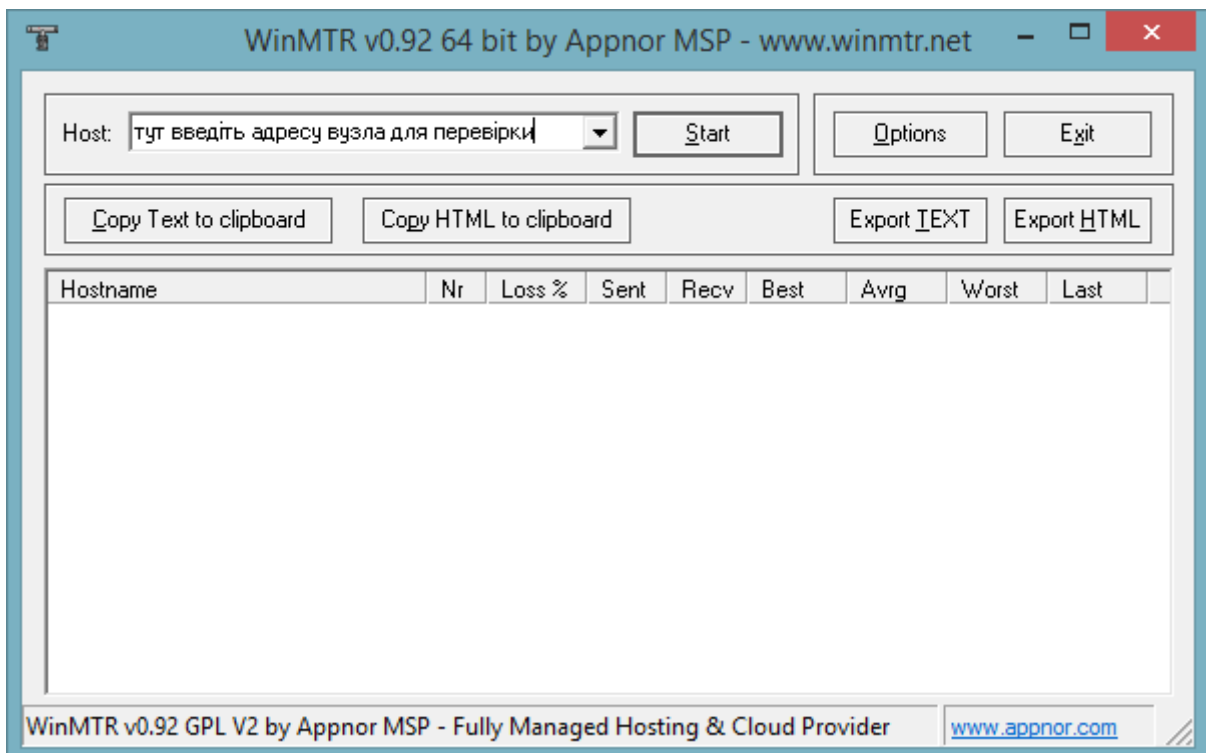 WinMTR v0.92 64 bit by Appnor MSP - www.winmtr.net
Host: тут введіть адресу вузла для перевірки Start Options Exit
Copy Text to clipboard Copy HTML to clipboard Export TEXT Export HTML
Hostname Nr Loss % Sent Recv Best Avrg Worst Last
WinMTR v0.92 GPL V2 by Appnor MSP - Fully Managed Hosting & Cloud Provider www.appnor.com